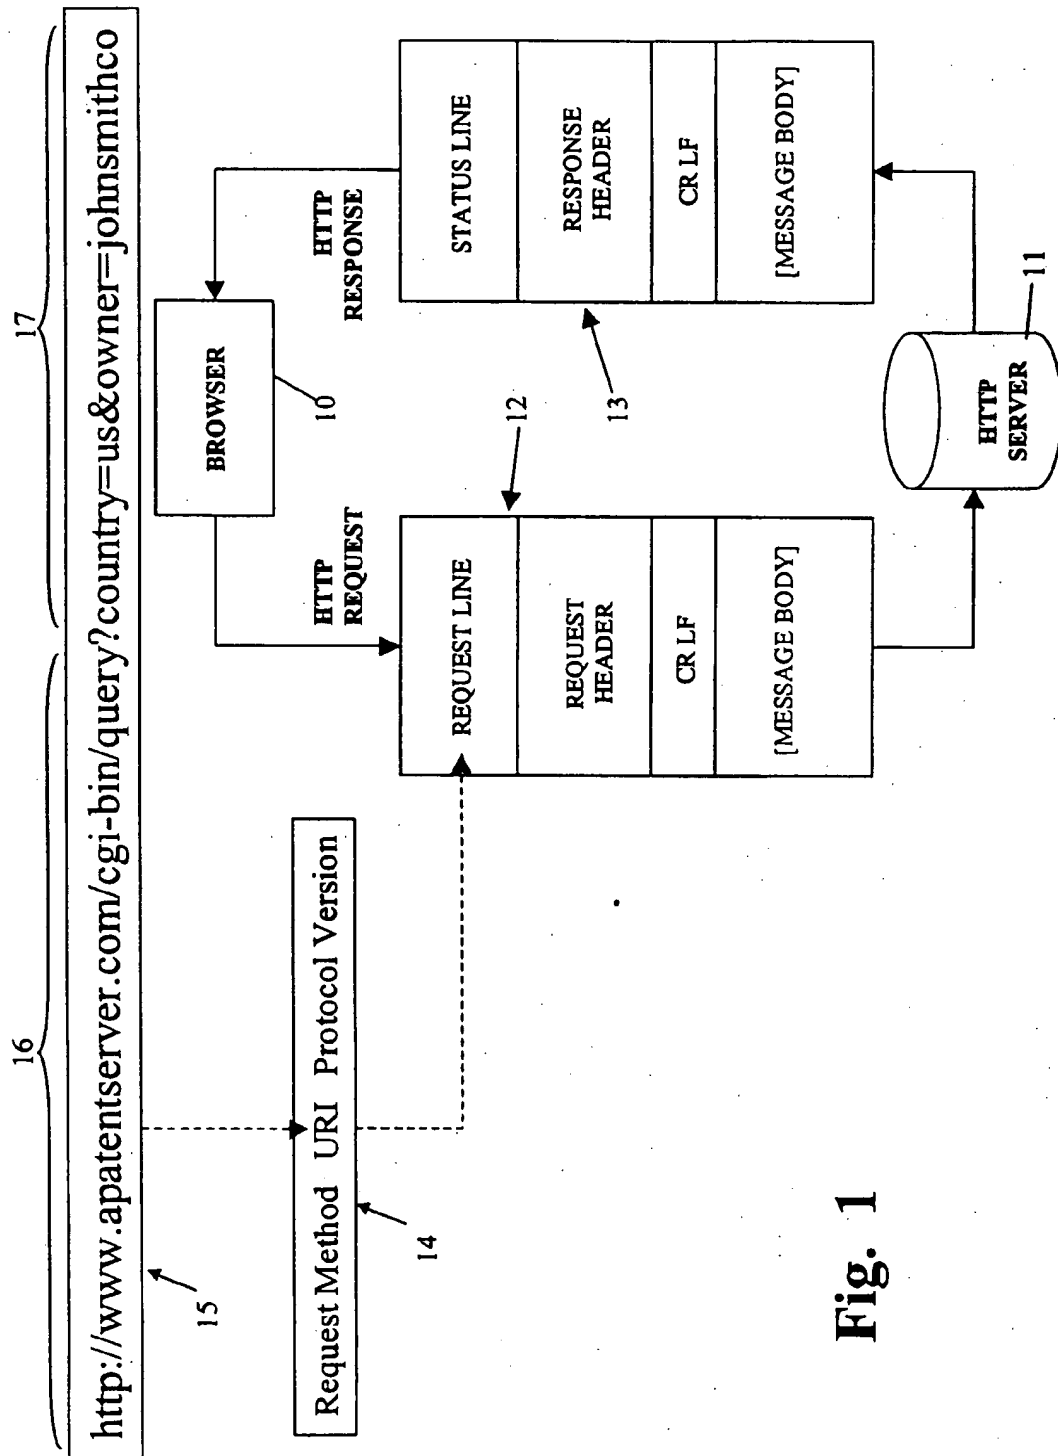 16
17
http://www.apatentserver.com/cgi-bin/query?country=us&owner=johnsmithco
15
BROWSER
10
Request Method URI Protocol Version
14
HTTP
REQUEST
HTTP
RESPONSE
12
REQUEST LINE
REQUEST
HEADER
CR LF
[MESSAGE BODY]
13
STATUS LINE
RESPONSE
HEADER
CR LF
[MESSAGE BODY]
HTTP
SERVER
11
Fig. 1